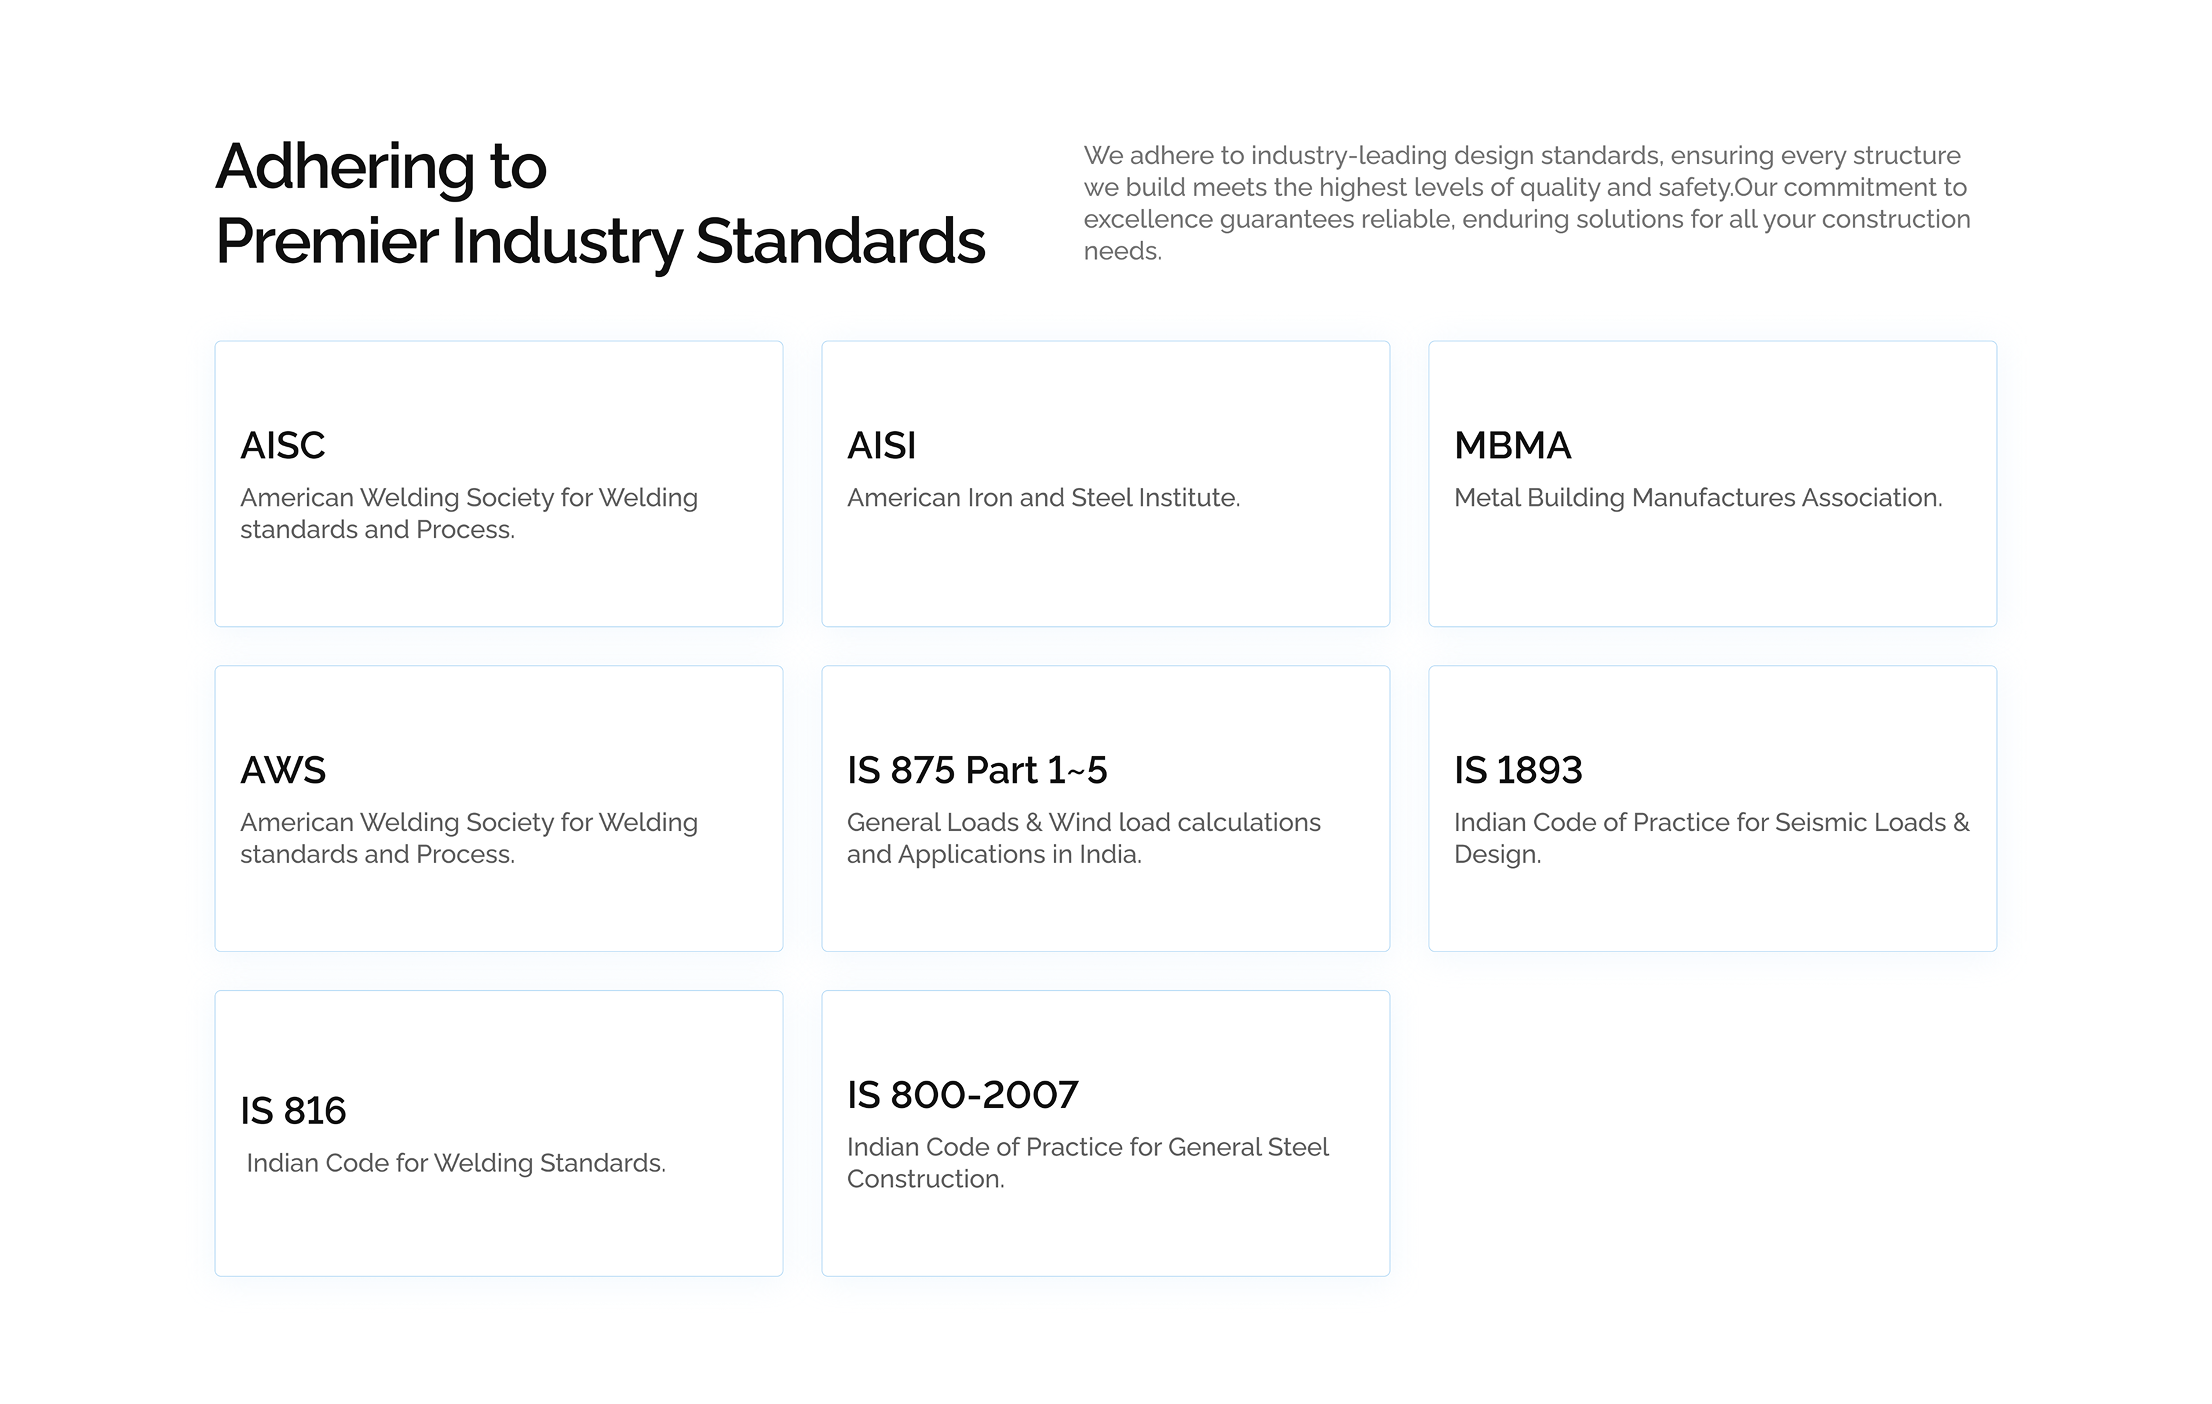 Adhering to
Premier Industry Standards
We adhere to industry-leading design standards, ensuring every structure
we build meets the highest levels of quality and safety.Our commitment to
excellence guarantees reliable, enduring solutions for all your construction
needs.
AISC
American Welding Society for Welding
standards and Process.
AISI
American Iron and Steel Institute.
MBMA
Metal Building Manufactures Association.
AWS
American Welding Society for Welding
standards and Process.
IS 875 Part 1~5
General Loads & Wind load calculations
and Applications in India.
IS 1893
Indian Code of Practice for Seismic Loads &
Design.
IS 816
Indian Code for Welding Standards.
IS 800-2007
Indian Code of Practice for General Steel
Construction.